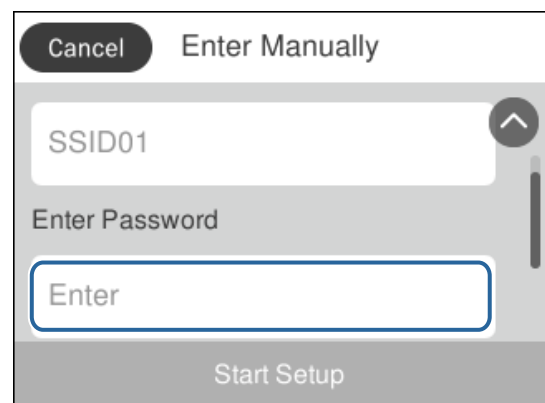 Cancel Enter Manually
SSID01
Enter Password
Enter
Start Setup